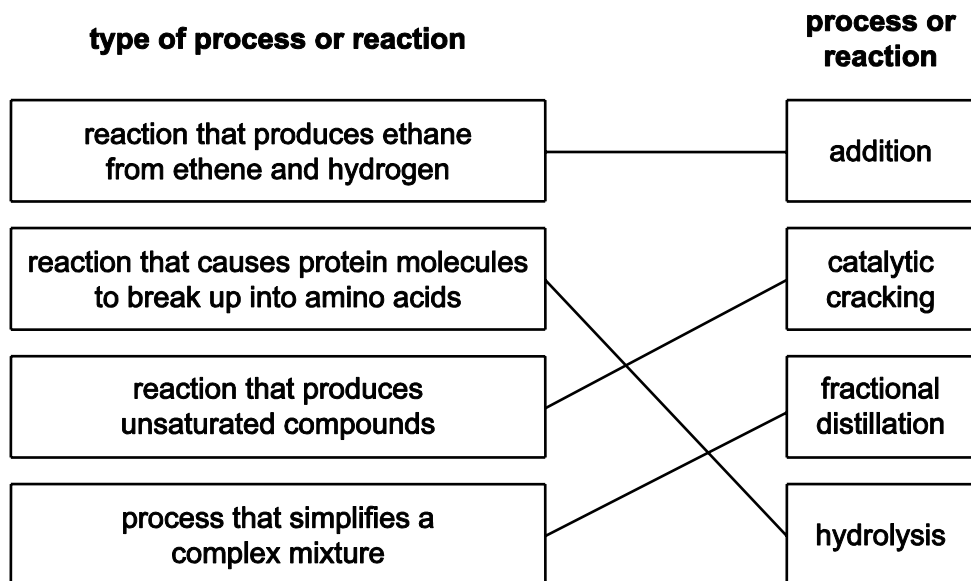 type of process or reaction
process or
reaction
reaction that produces ethane
from ethene and hydrogen
addition
reaction that causes protein molecules
to break up into amino acids
catalytic
cracking
reaction that produces
unsaturated compounds
fractional
distillation
process that simplifies a
complex mixture
hydrolysis